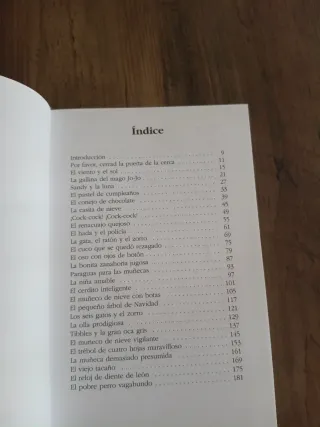 Índice
Introducción . . . 9
Por favor, cerrad la puerta de la cerca . . . 11
El viento y el sol . . . 15
La gallina del mago Jo-Jo . . . 21
Sandy y la luna . . . 27
El pastel de cumpleaños . . . 33
El conejo de chocolate . . . 39
La casita de nieve . . . 45
¡Cock-cock! ¡Cock-cock! . . . 49
El renacuajo quejoso . . . 55
El hada y el policía . . . 61
La gata, el ratón y el zorro . . . 69
El cuco que se quedó rezagado . . . 75
El oso con ojos de botón . . . 79
La bonita zanahoria jugosa . . . 87
Paraguas para las muñecas . . . 93
La niña amable . . . 97
El cerdito inteligente . . . 101
El muñeco de nieve con botas . . . 105
El pequeño árbol de Navidad . . . 117
Los seis gatos y el zorro . . . 121
La olla prodigiosa . . . 129
Tibbles y la gran oca gris . . . 137
El muñeco de nieve vigilante . . . 145
El trébol de cuatro hojas maravilloso . . . 153
La muñeca demasiado presumida . . . 161
El viejo tacaño . . . 169
El reloj de diente de león . . . 175
El pobre perro vagabundo . . . 181